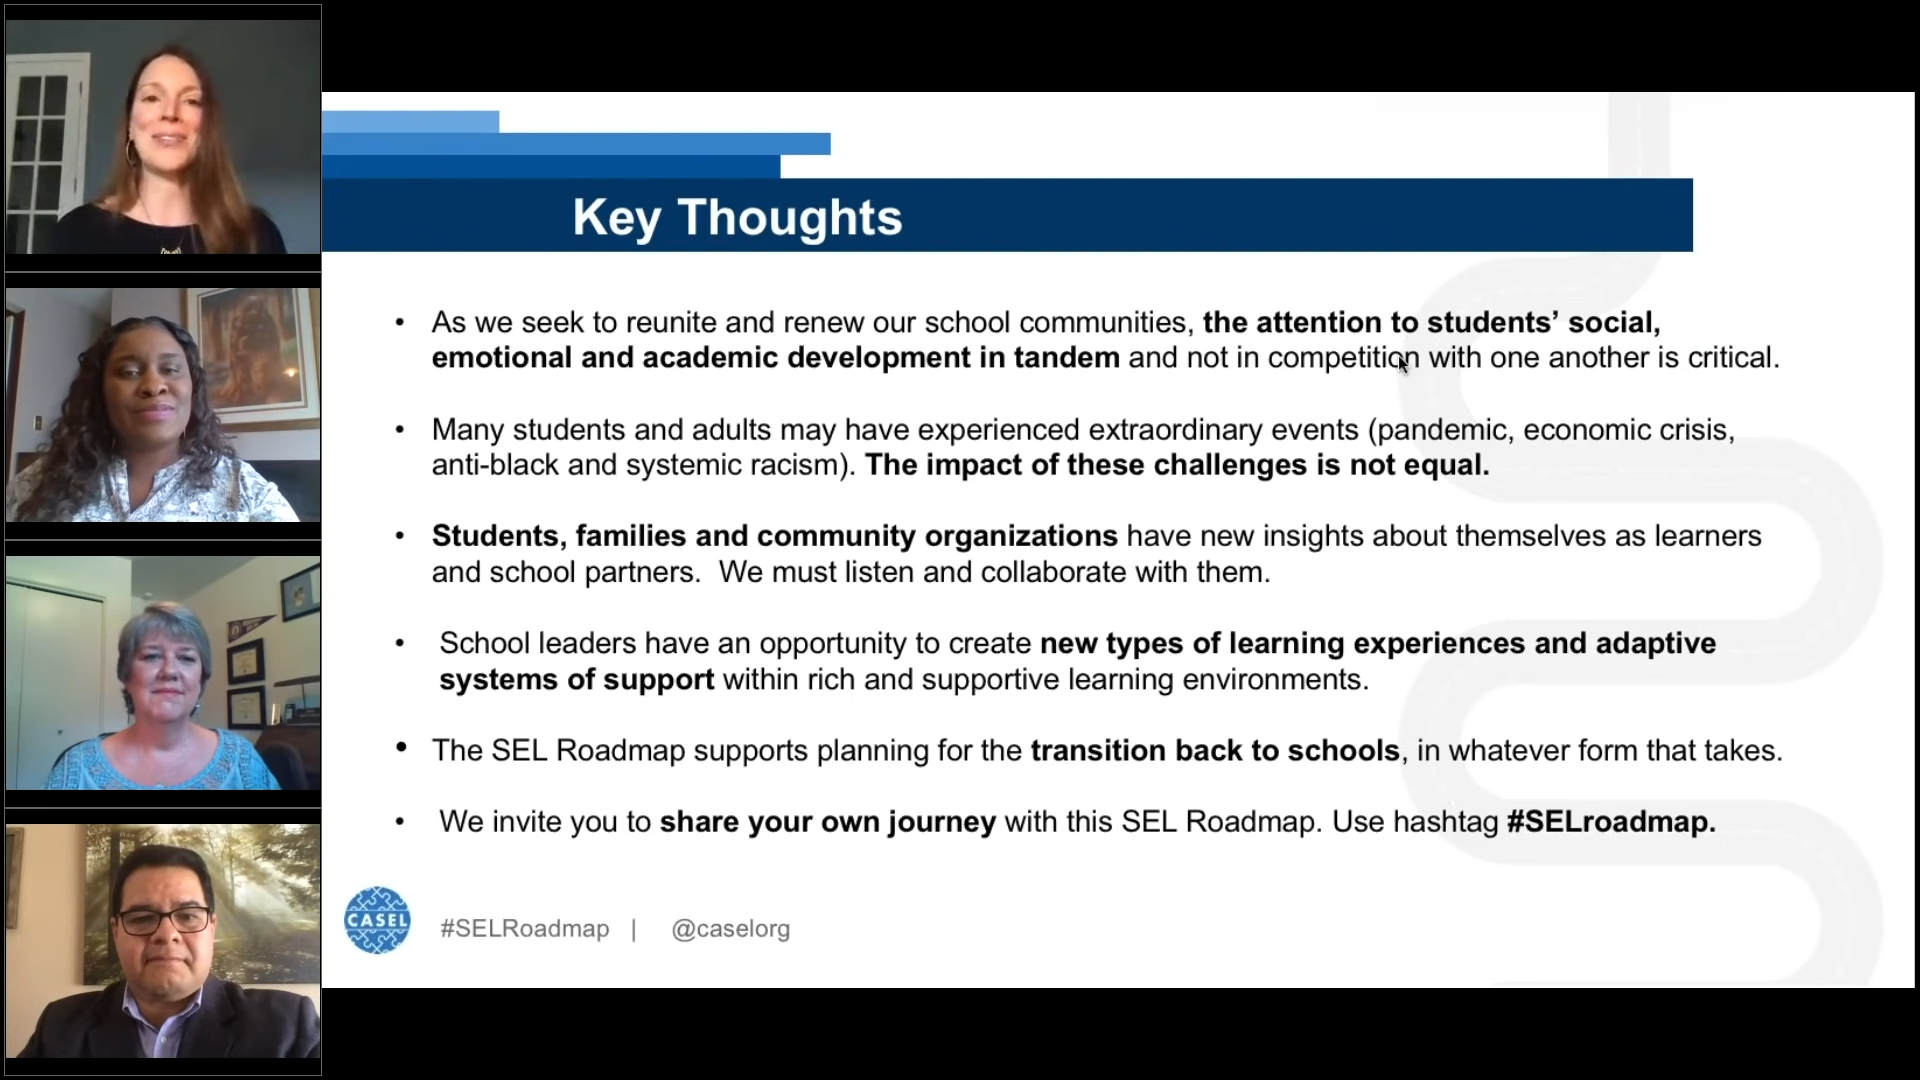 Key Thoughts
• As we seek to reunite and renew our school communities, the attention to students’ social,
emotional and academic development in tandem and not in competition with one another is critical.
• Many students and adults may have experienced extraordinary events (pandemic, economic crisis,
anti-black and systemic racism). The impact of these challenges is not equal.
• Students, families and community organizations have new insights about themselves as learners
and school partners. We must listen and collaborate with them.
• School leaders have an opportunity to create new types of learning experiences and adaptive
systems of support within rich and supportive learning environments.
• The SEL Roadmap supports planning for the transition back to schools, in whatever form that takes.
• We invite you to share your own journey with this SEL Roadmap. Use hashtag #SELroadmap.
CASEL
#SELRoadmap | @caselorg